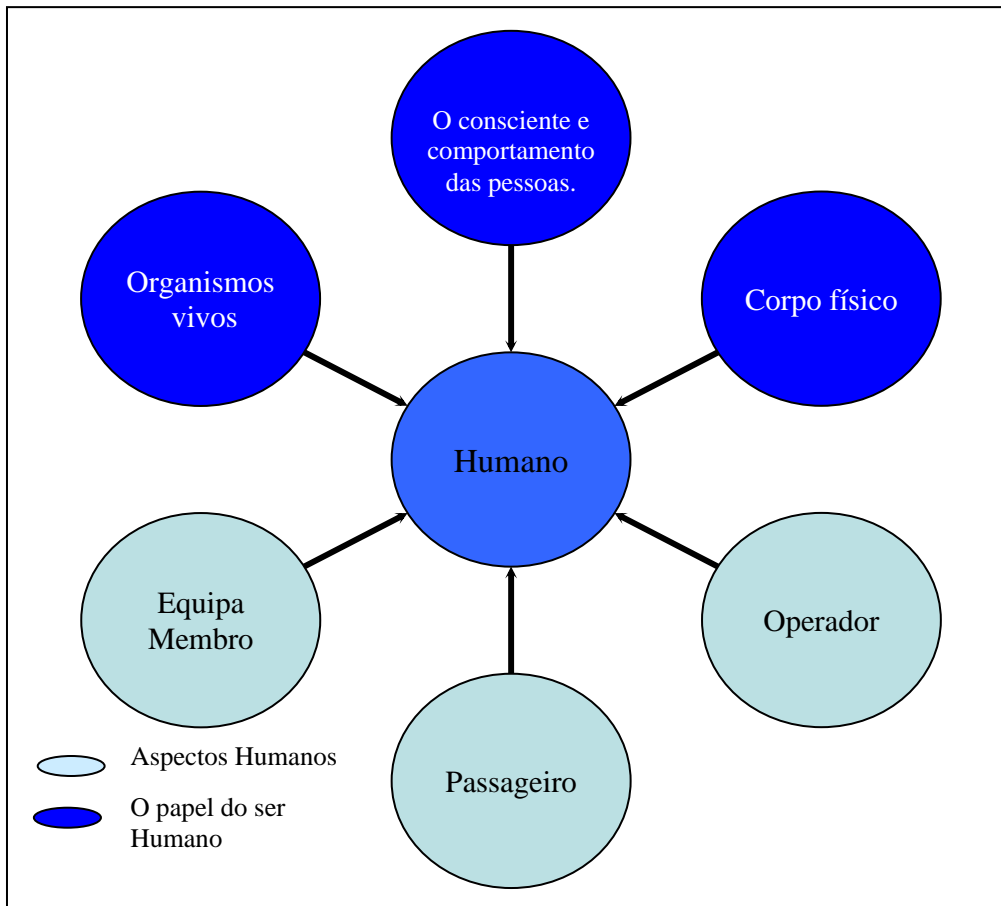 O consciente e
comportamento
das pessoas.
Organismos
vivos
Corpo físico
Humano
Equipa
Membro
Operador
Passageiro
Aspectos Humanos
O papel do ser
Humano